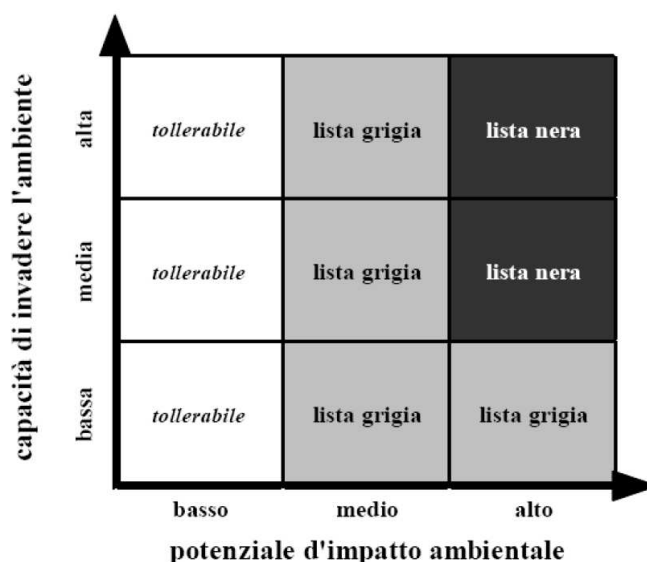 capacità di invadere l'ambiente
alta
tollerabile
lista grigia
lista nera
media
tollerabile
lista grigia
lista nera
bassa
tollerabile
lista grigia
lista grigia
basso
medio
alto
potenziale d'impatto ambientale